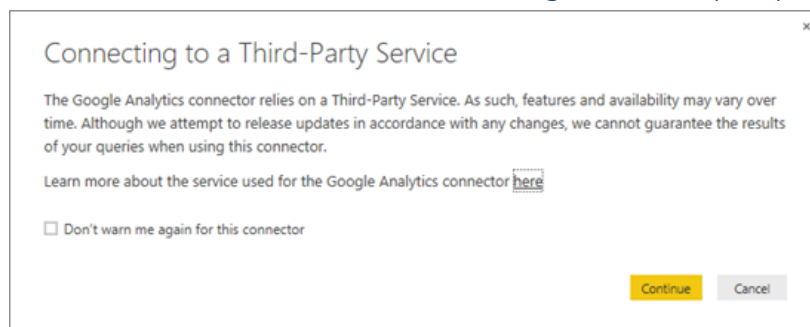 Connecting to a Third-Party Service
The Google Analytics connector relies on a Third-Party Service. As such, features and availability may vary over
time. Although we attempt to release updates in accordance with any changes, we cannot guarantee the results
of your queries when using this connector.
Learn more about the service used for the Google Analytics connector here
Don't warn me again for this connector
Continue Cancel